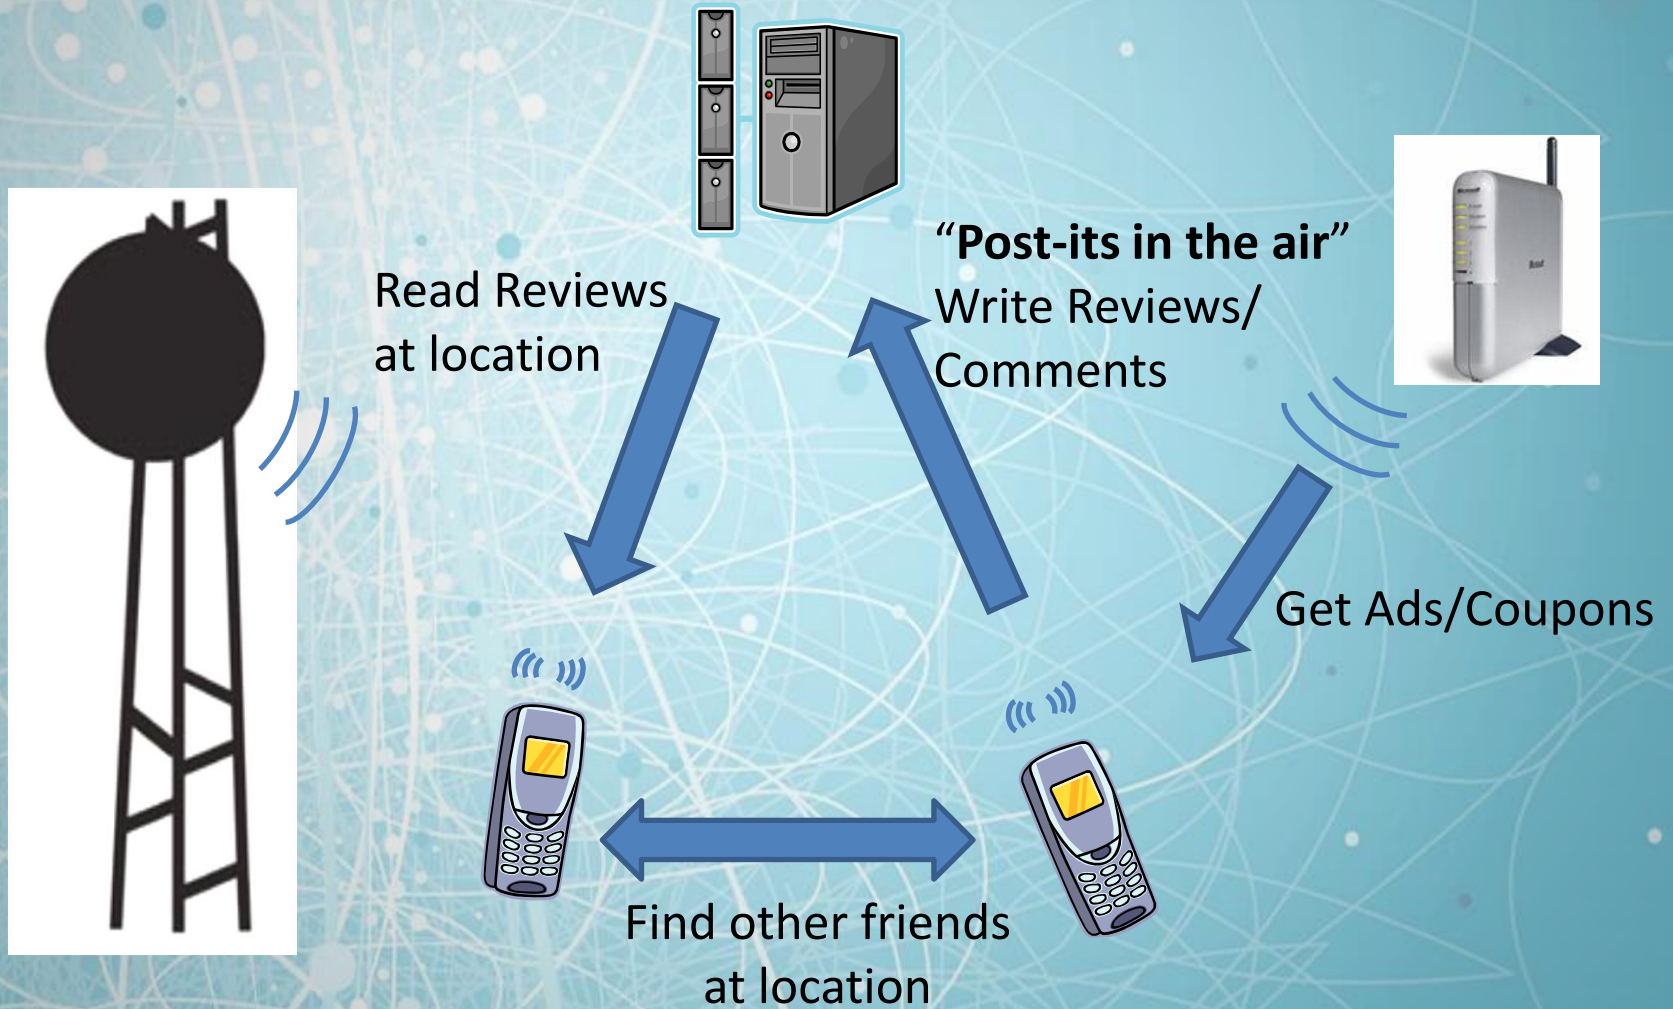 Read Reviews
at location
“Post-its in the air”
Write Reviews/
Comments
Get Ads/Coupons
Find other friends
at location